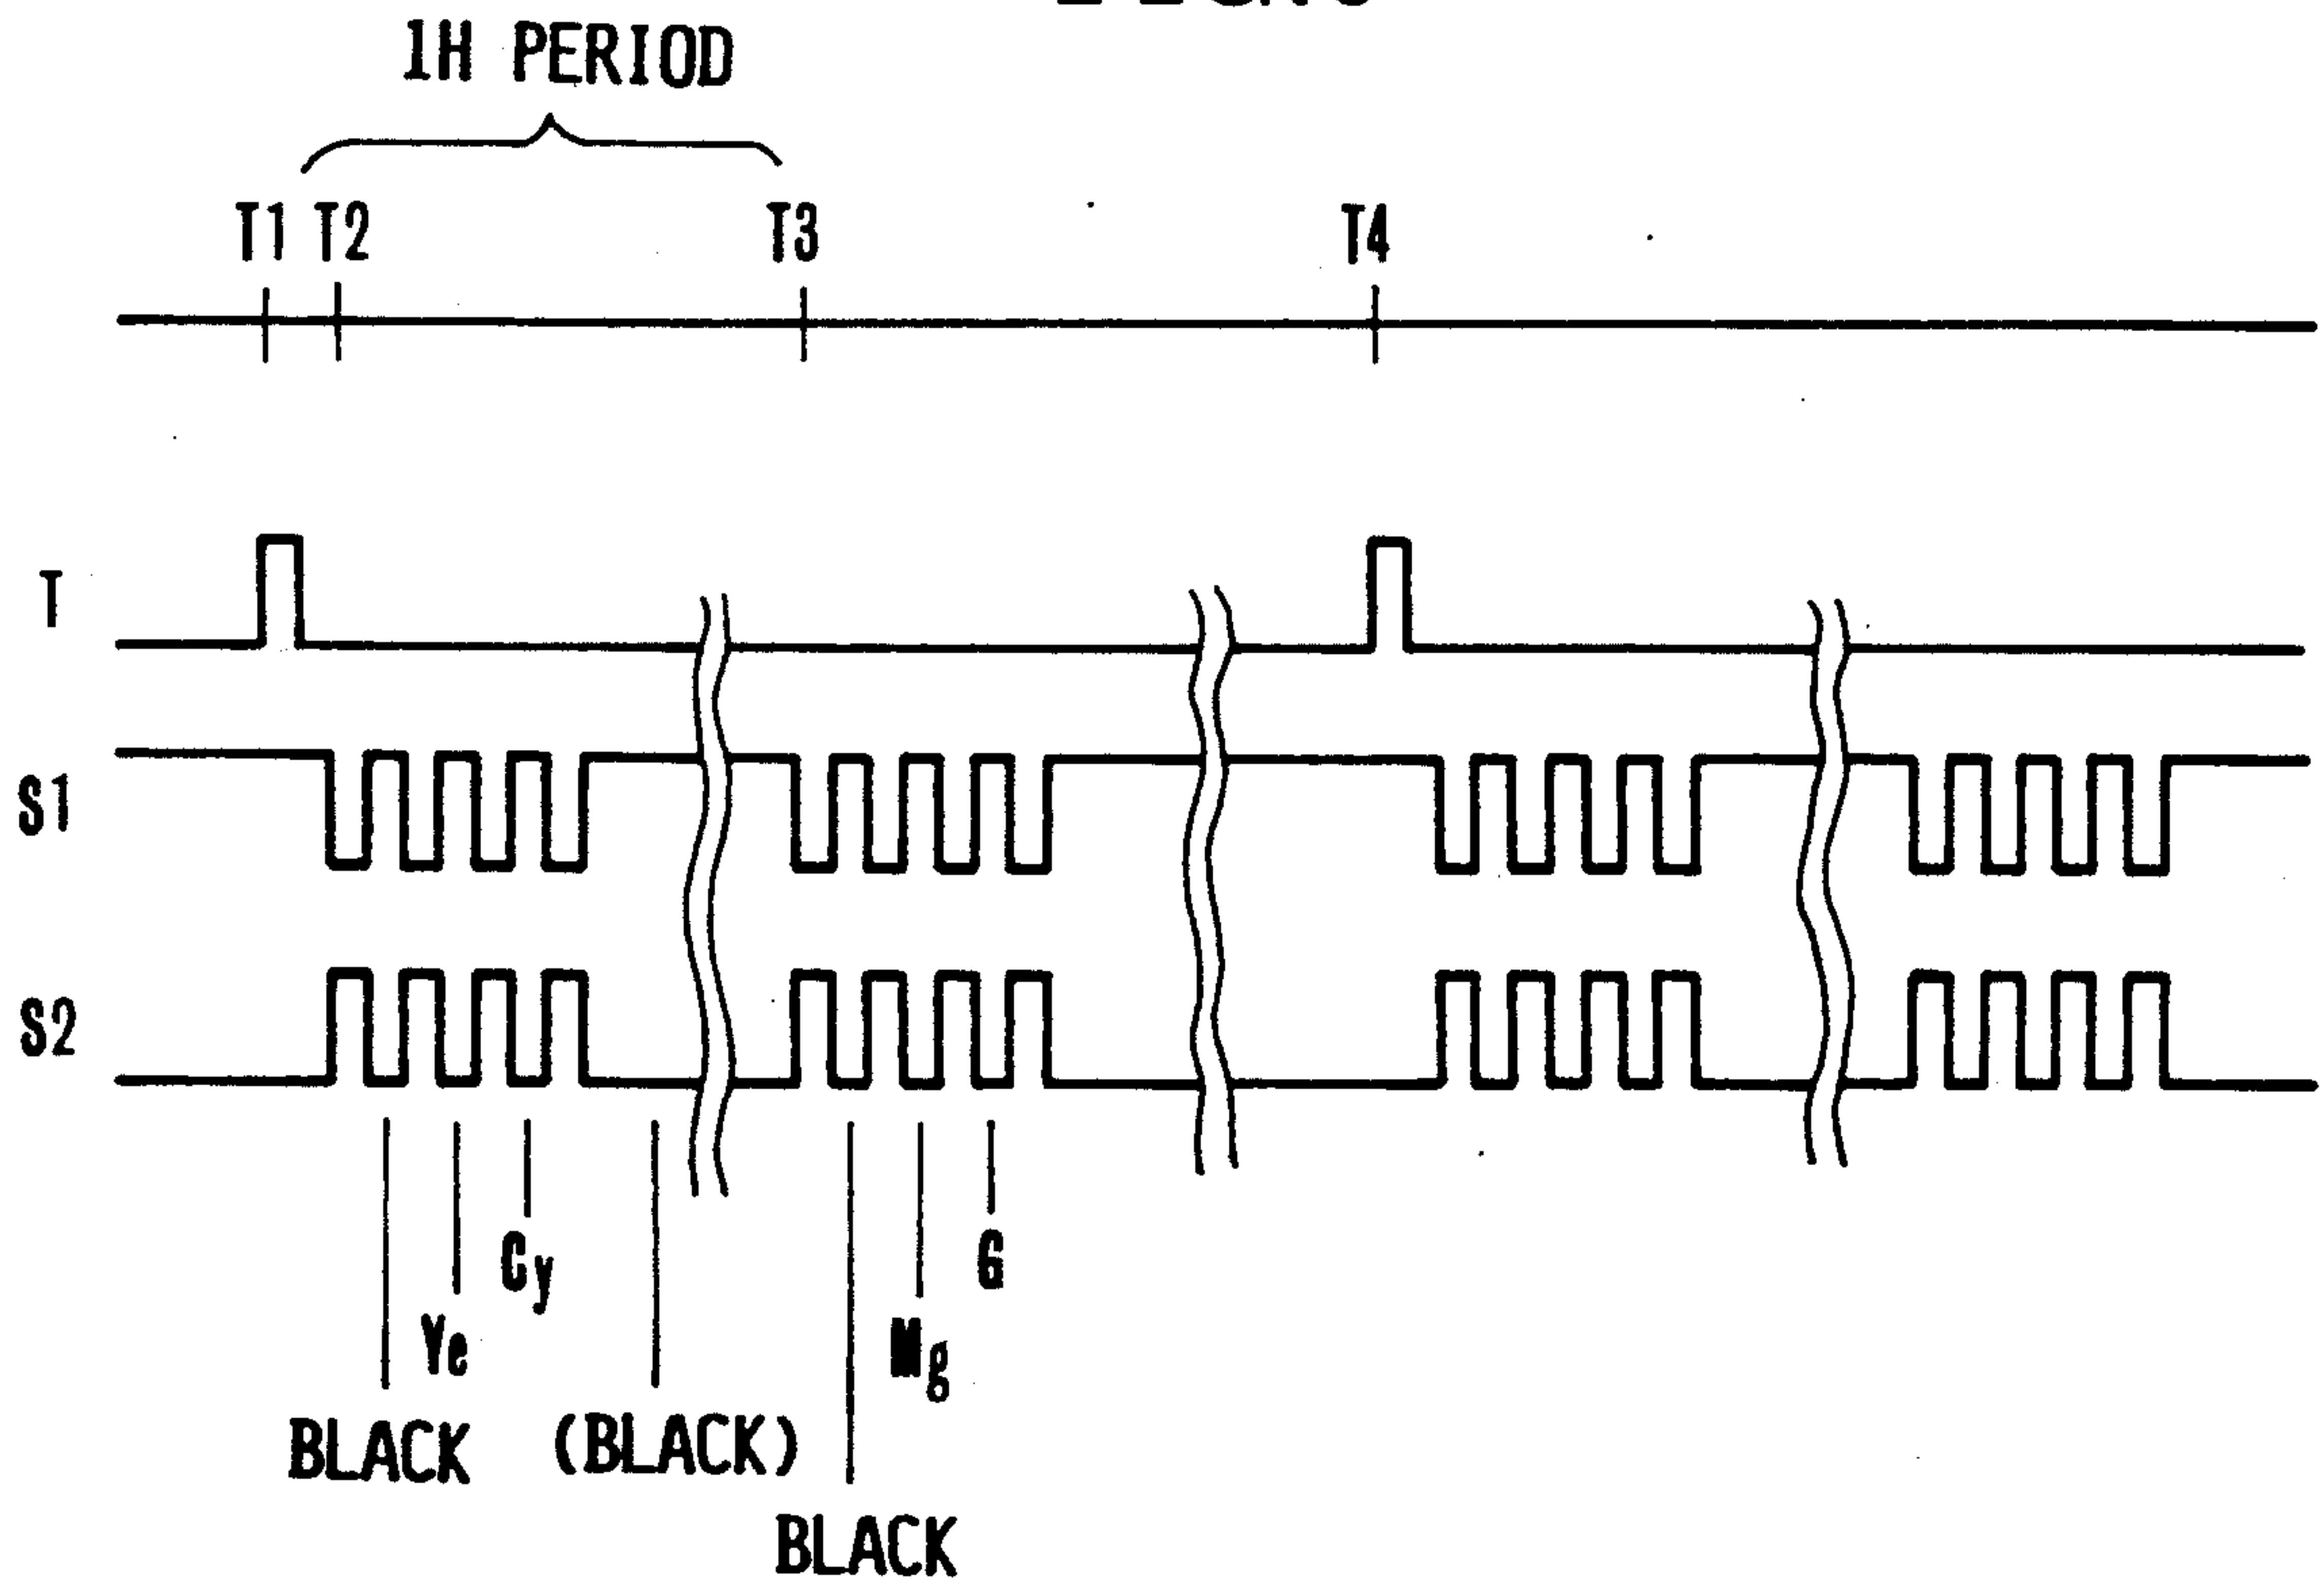 1H PERIOD
T1 T2 T3 T4
T
S1
S2
Cy G
Ye Mg
BLACK (BLACK)
BLACK